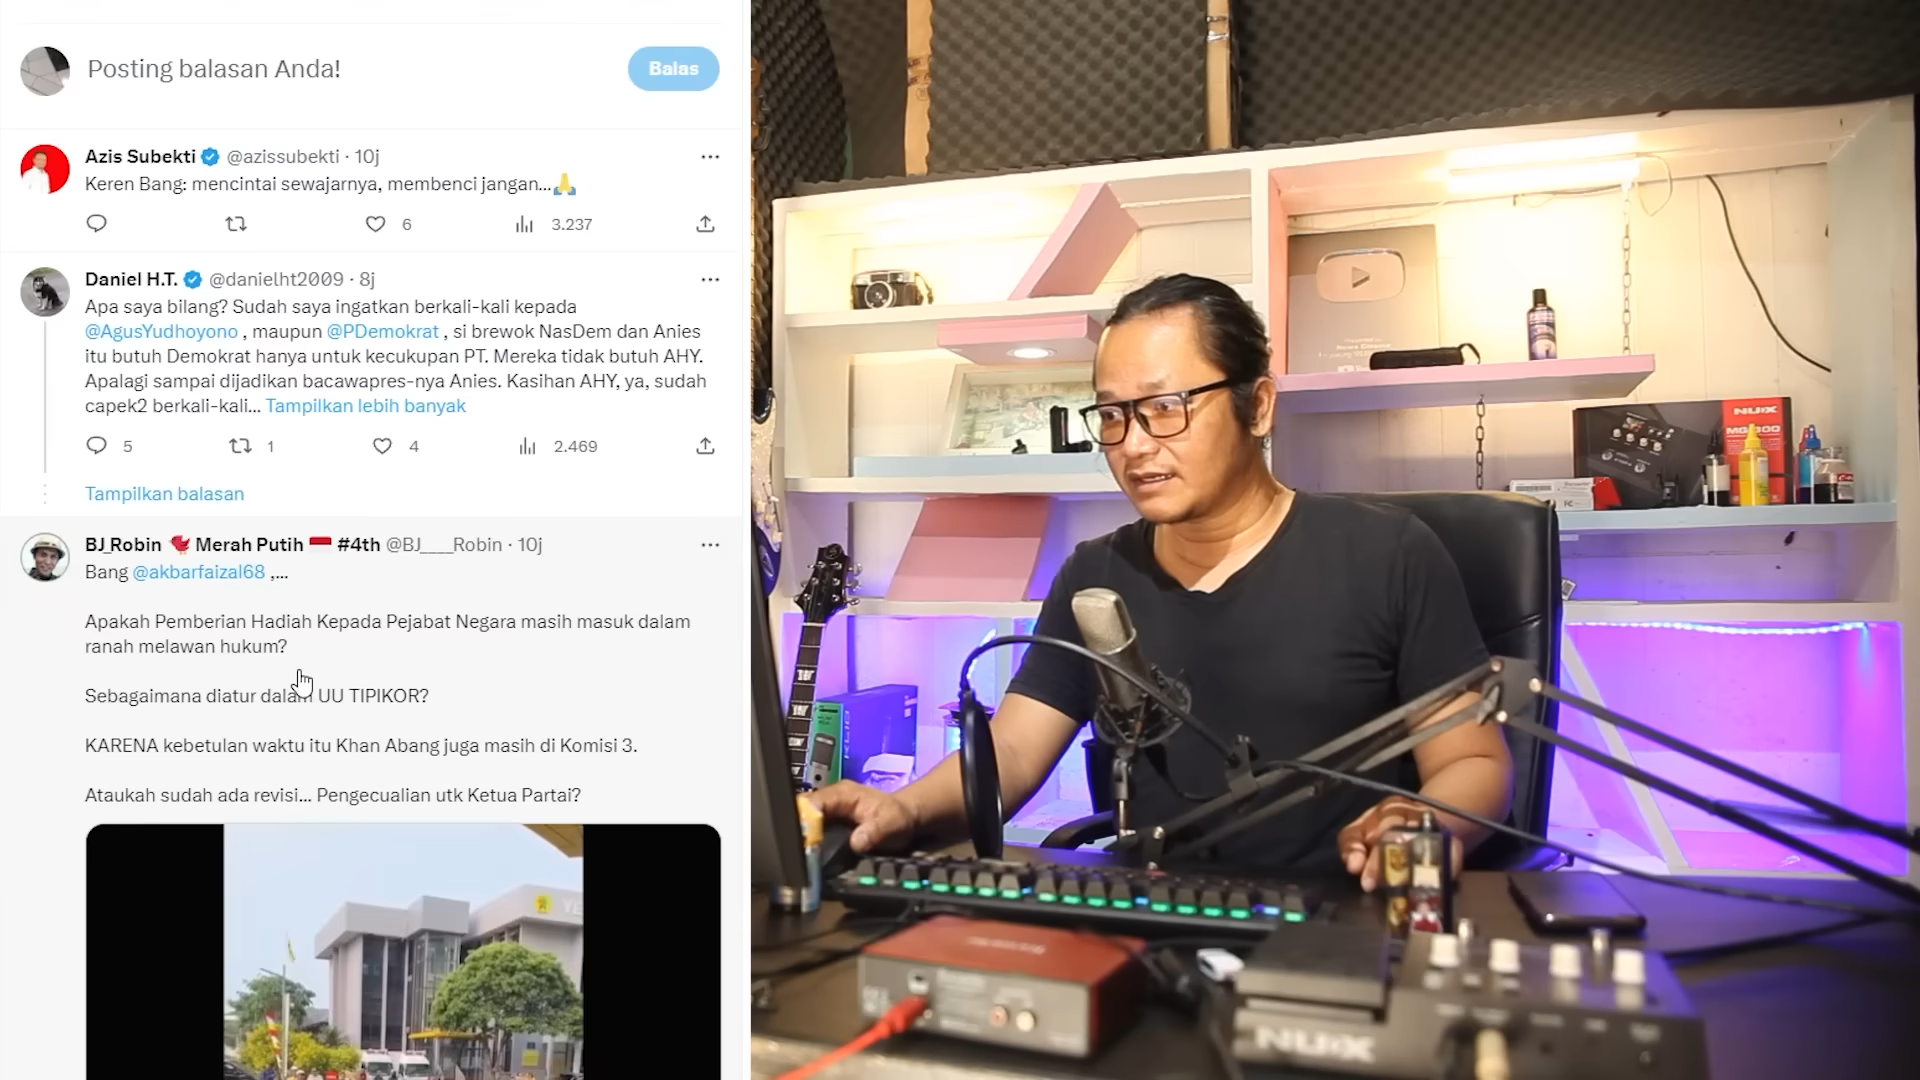 Posting balasan Anda!
Balas
Azis Subekti @azissubekti · 10j
Keren Bang: mencintai sewajarnya, membenci jangan...🙏
6
3.237
Daniel H.T. @danielht2009 · 8j
Apa saya bilang? Sudah saya ingatkan berkali-kali kepada
@AgusYudhoyono , maupun @PDemokrat , si brewok NasDem dan Anies
itu butuh Demokrat hanya untuk kecukupan PT. Mereka tidak butuh AHY.
Apalagi sampai dijadikan bacawapres-nya Anies. Kasihan AHY, ya, sudah
capek2 berkali-kali... Tampilkan lebih banyak
5
1
4
2.469
Tampilkan balasan
BJ_Robin 🐦 Merah Putih 🇮🇩 #4th @BJ____Robin · 10j
Bang @akbarfaizal68 ,...
Apakah Pemberian Hadiah Kepada Pejabat Negara masih masuk dalam
ranah melawan hukum?
Sebagaimana diatur dalam UU TIPIKOR?
KARENA kebetulan waktu itu Khan Abang juga masih di Komisi 3.
Ataukah sudah ada revisi... Pengecualian utk Ketua Partai?
NUX
NUX